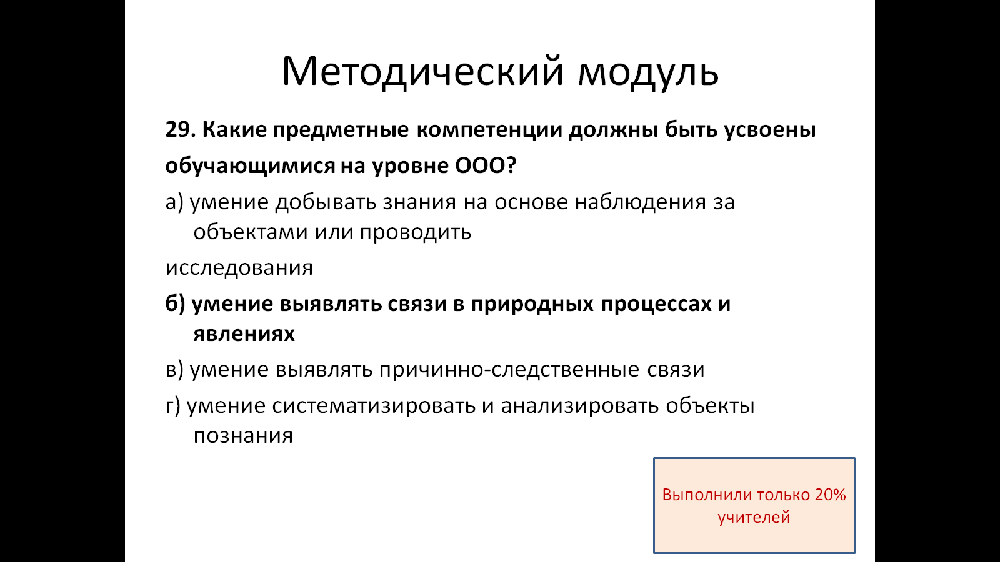 Методический модуль
29. Какие предметные компетенции должны быть усвоены
обучающимися на уровне ООО?
а) умение добывать знания на основе наблюдения за
объектами или проводить
исследования
б) умение выявлять связи в природных процессах и
явлениях
в) умение выявлять причинно-следственные связи
г) умение систематизировать и анализировать объекты
познания
Выполнили только 20%
учителей